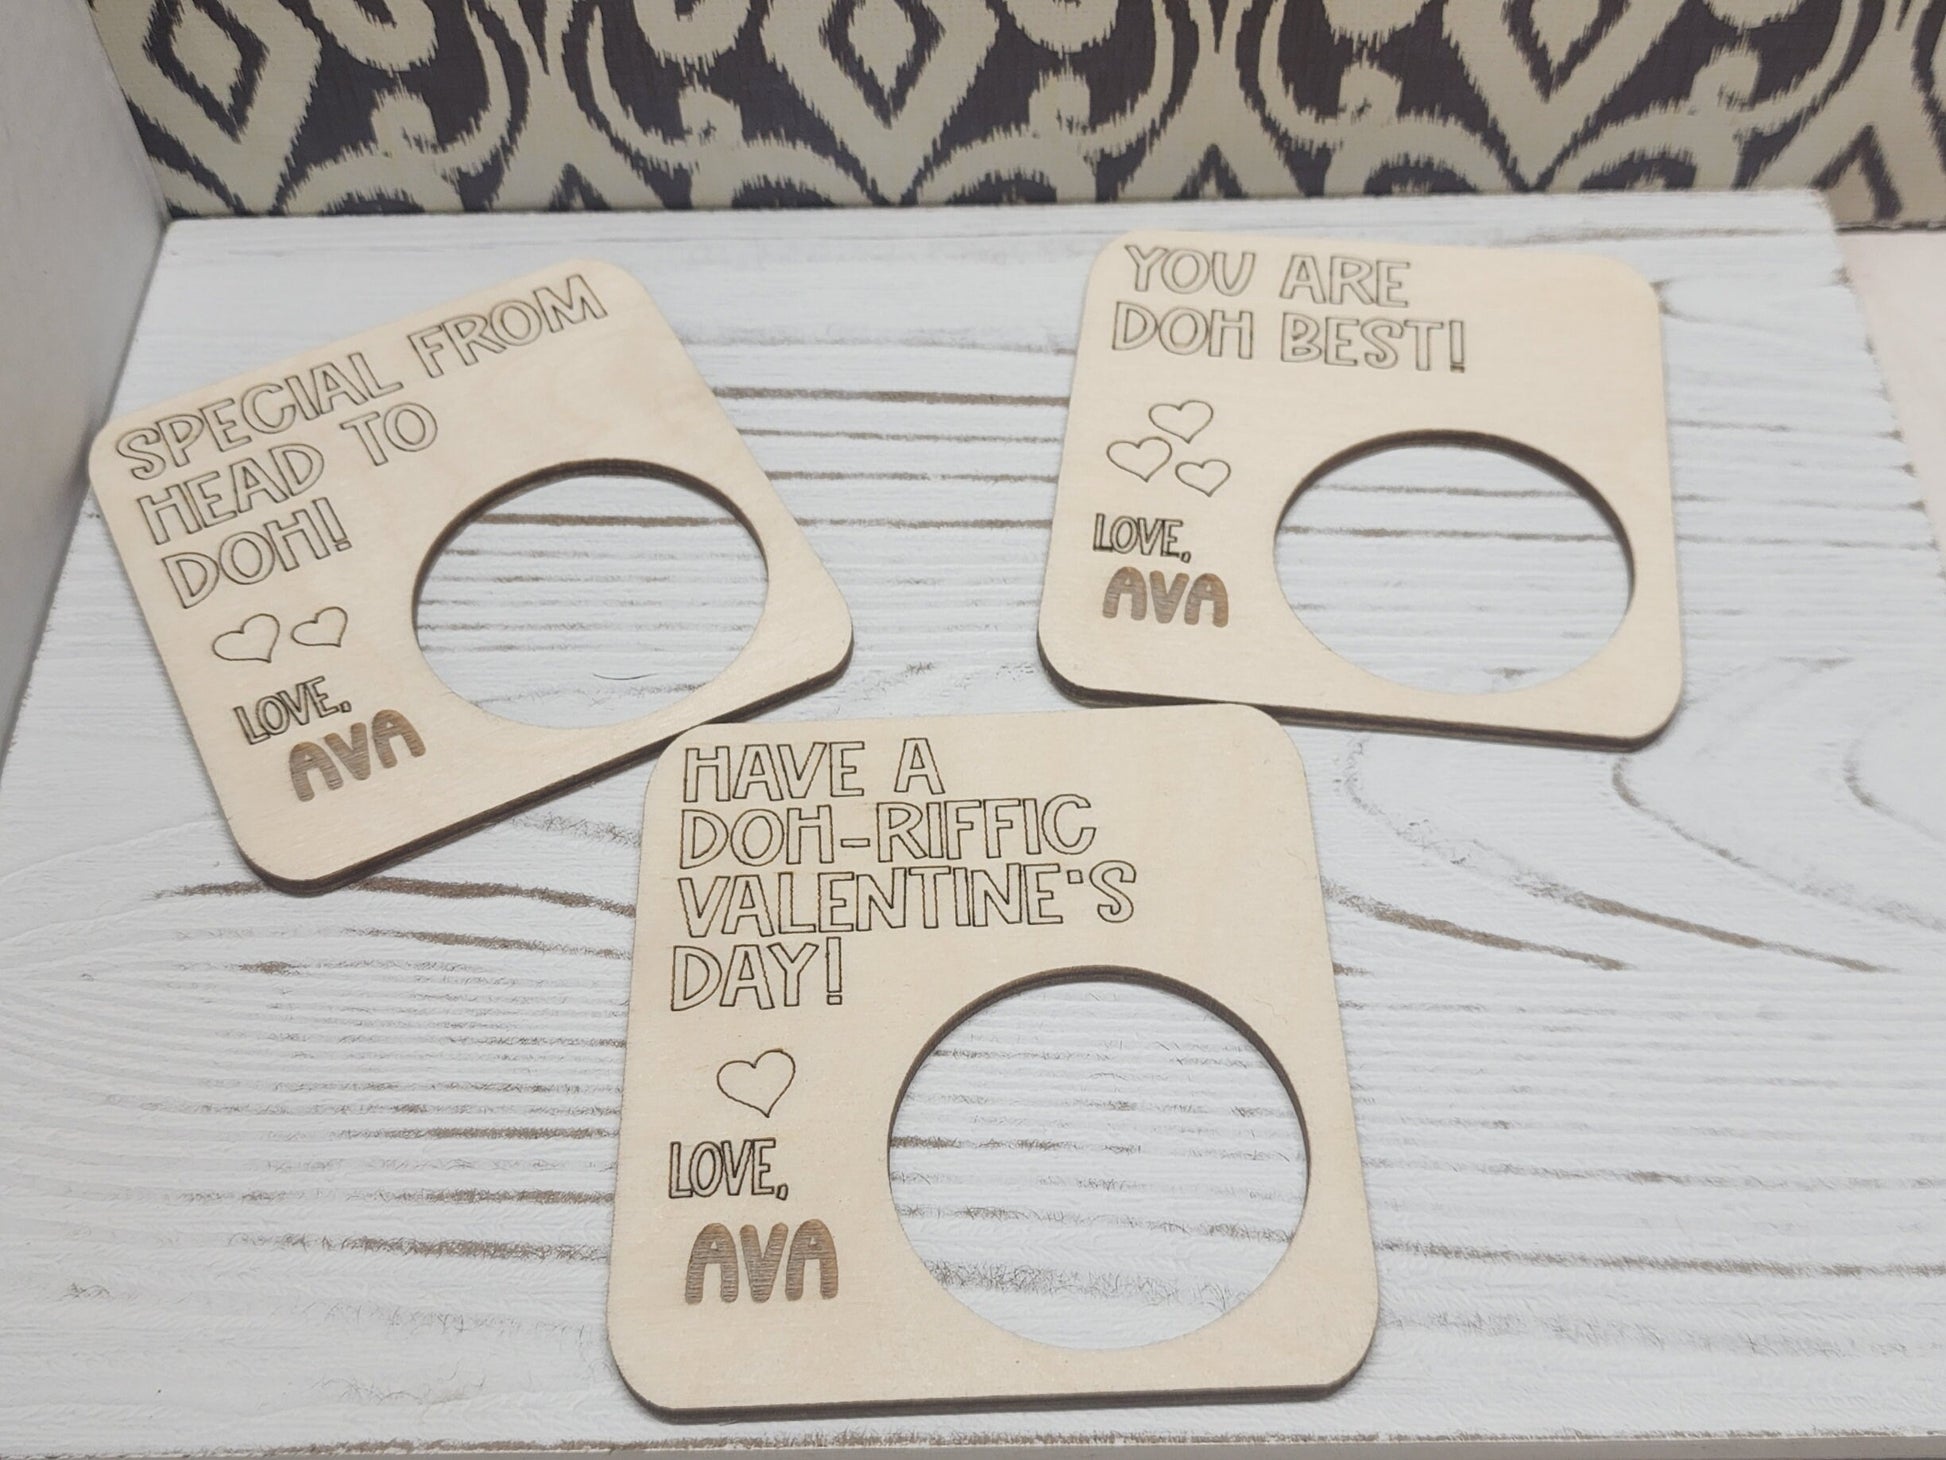 SPECIAL FROM
HEAD TO
DOH!
LOVE,
AVA
YOU ARE
DOH BEST!
LOVE,
AVA
HAVE A
DOH-RIFFIC
VALENTINE'S
DAY!
LOVE,
AVA